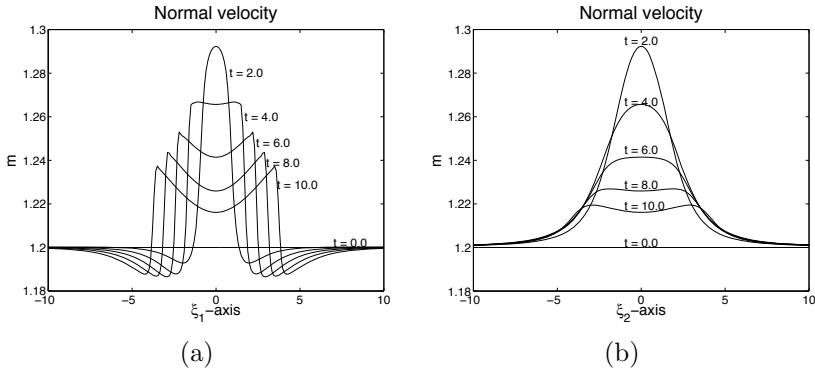 Normal velocity
1.3
1.28
1.26
1.24
1.22
1.2
1.18
m
t = 2.0
t = 4.0
t = 6.0
t = 8.0
t = 10.0
t = 0.0
−10
−5
0
5
10
ξ1−axis
(a)
Normal velocity
1.3
1.28
1.26
1.24
1.22
1.2
1.18
m
t = 2.0
t = 4.0
t = 6.0
t = 8.0
t = 10.0
t = 0.0
−10
−5
0
5
10
ξ2−axis
(b)